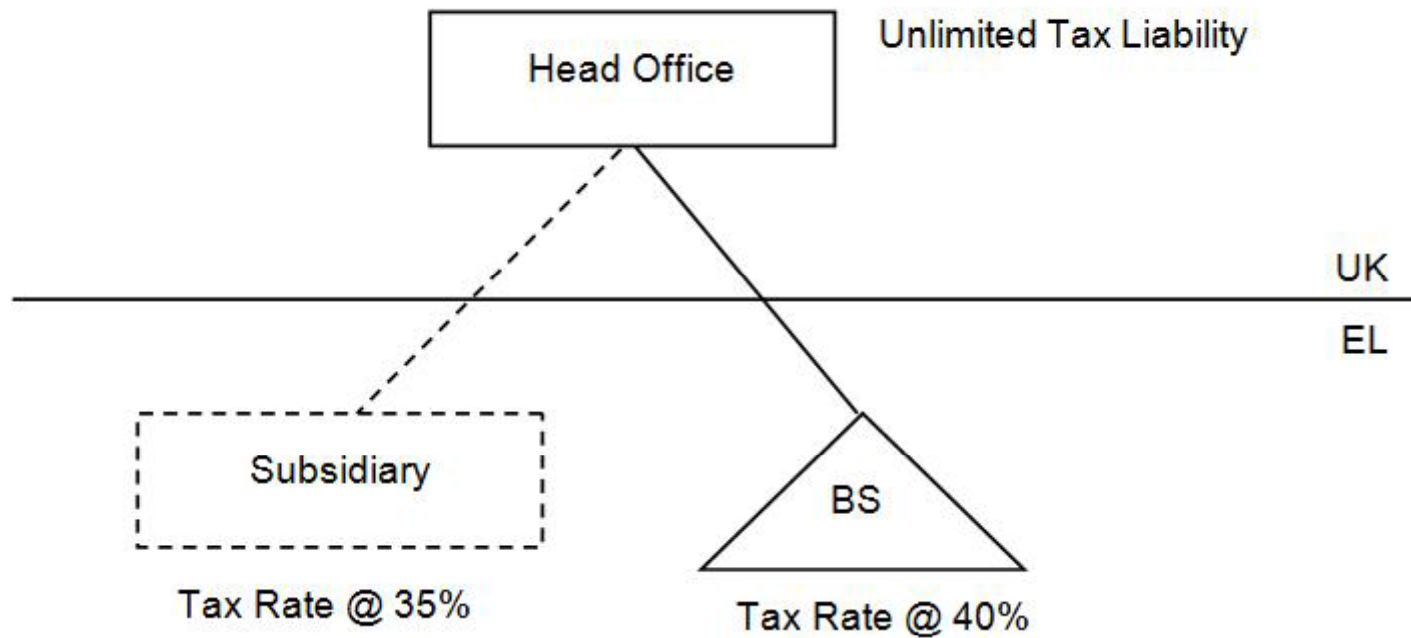 Head Office
Unlimited Tax Liability
UK
EL
Subsidiary
BS
Tax Rate @ 35%
Tax Rate @ 40%